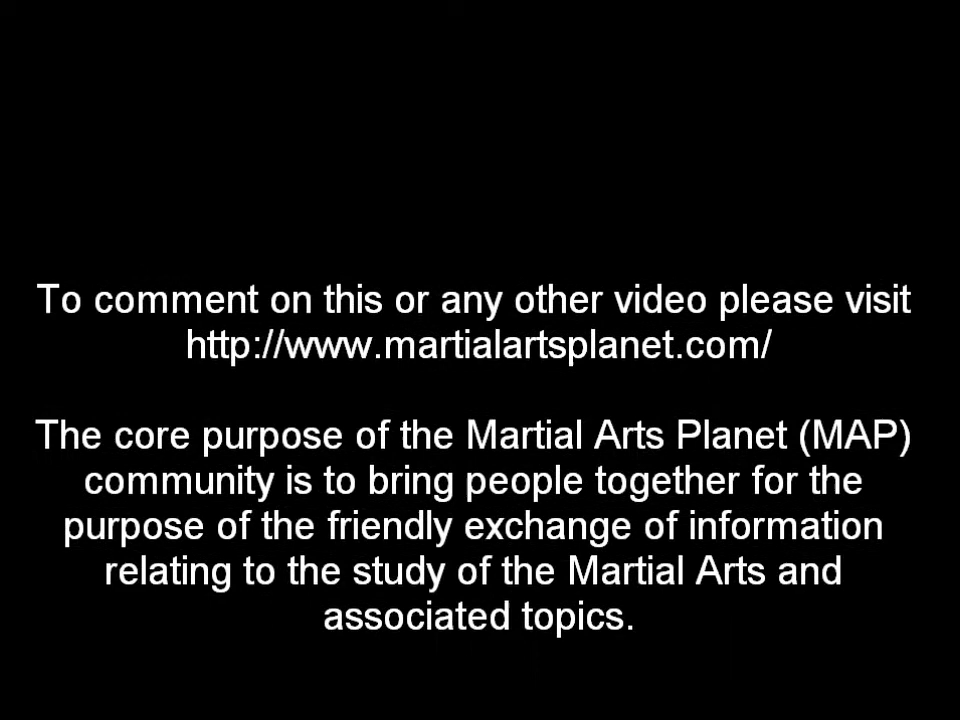 To comment on this or any other video please visit
http://www.martialartsplanet.com/
The core purpose of the Martial Arts Planet (MAP)
community is to bring people together for the
purpose of the friendly exchange of information
relating to the study of the Martial Arts and
associated topics.